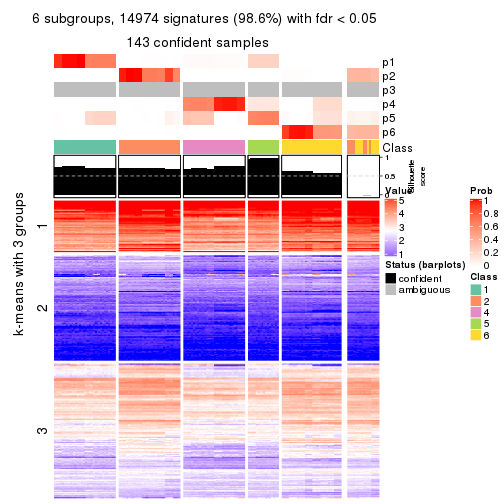 6 subgroups, 14974 signatures (98.6%) with fdr < 0.05
143 confident samples
p1
p2
p3
p4
p5
p6
Class
1
0.5
0
Silhouette
score
k-means with 3 groups
1
2
3
Value
5
4
3
2
1
Status (barplots)
confident
ambiguous
Prob
1
0.8
0.6
0.4
0.2
0
Class
1
2
4
5
6